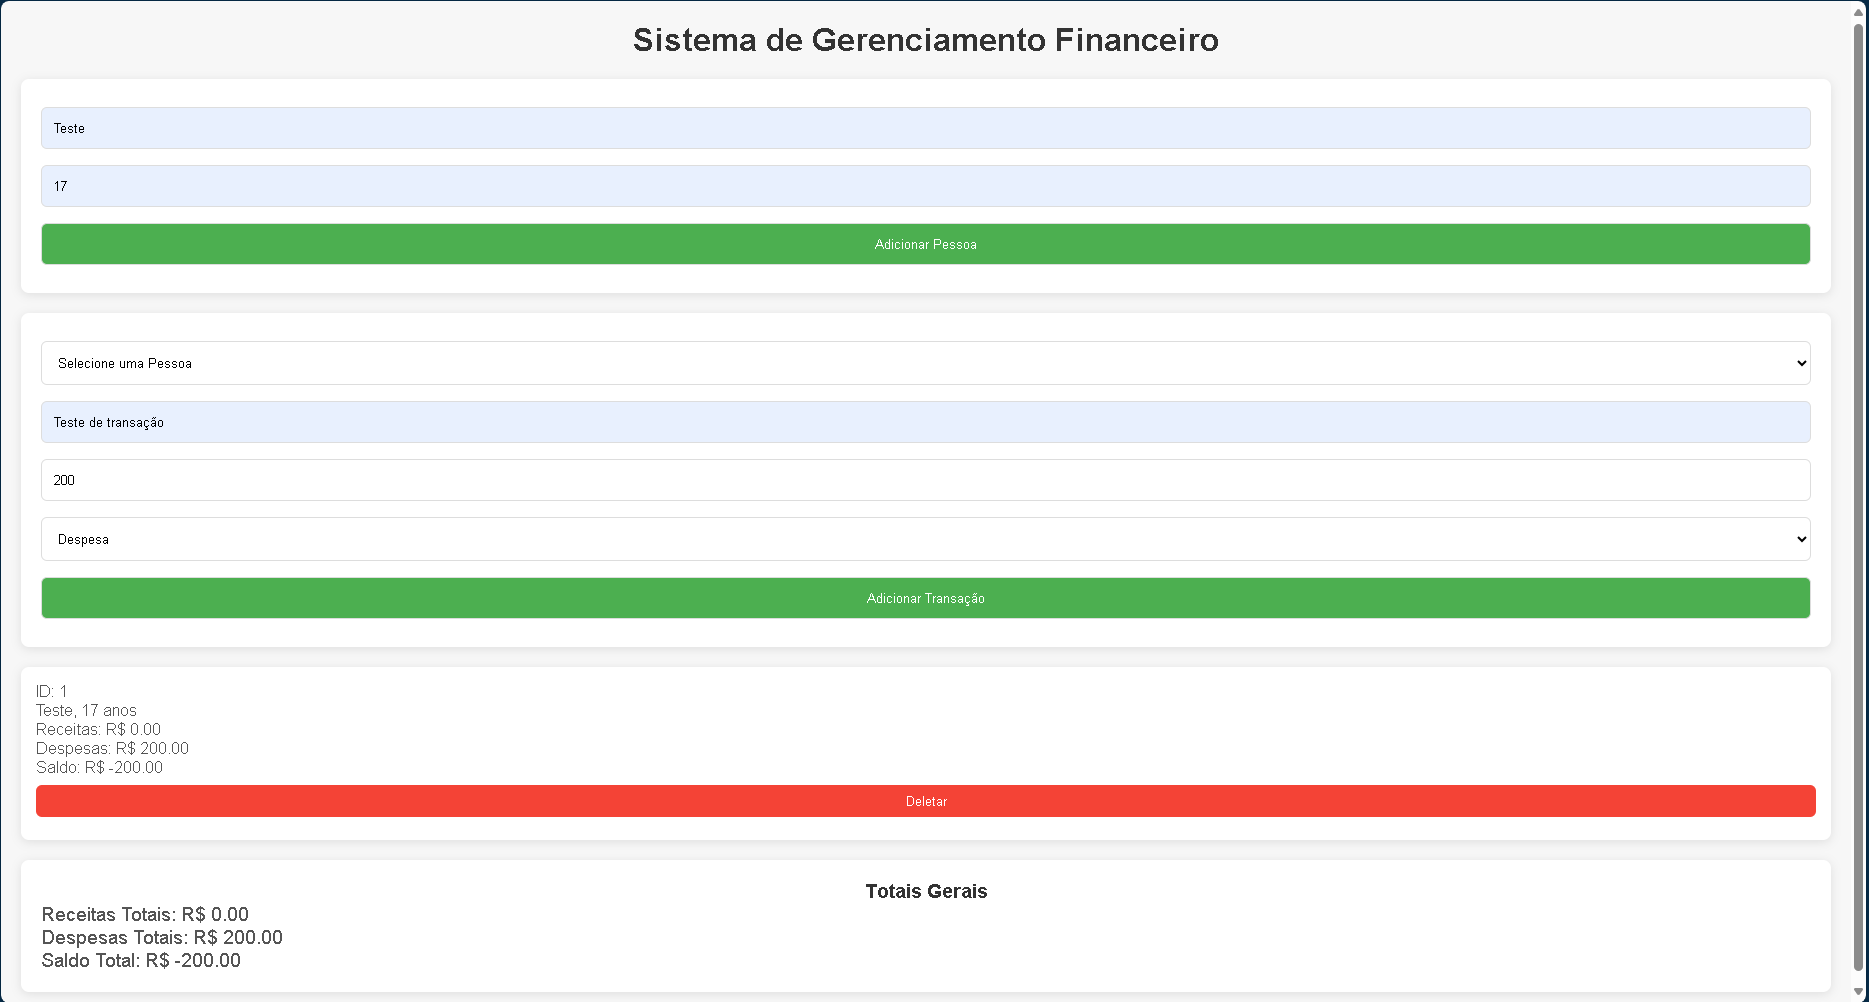 Sistema de Gerenciamento Financeiro
Teste
17
Adicionar Pessoa
Selecione uma Pessoa
Teste de transação
200
Despesa
Adicionar Transação
ID: 1
Teste, 17 anos
Receitas: R$ 0.00
Despesas: R$ 200.00
Saldo: R$ -200.00
Deletar
Totais Gerais
Receitas Totais: R$ 0.00
Despesas Totais: R$ 200.00
Saldo Total: R$ -200.00